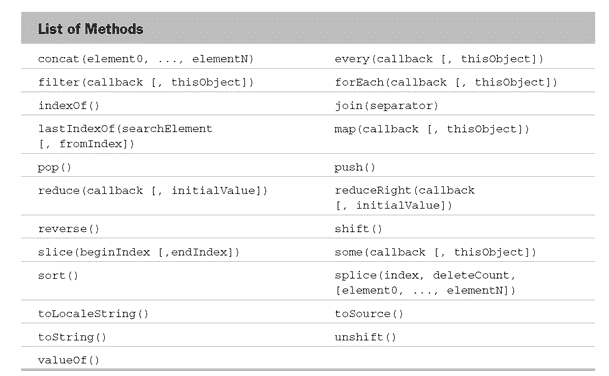 List of Methods
concat(element0, ..., elementN) every(callback [, thisObject])
filter(callback [, thisObject]) forEach(callback [, thisObject])
indexOf() join(separator)
lastIndexOf(searchElement map(callback [, thisObject])
[, fromIndex])
pop() push()
reduce(callback [, initialValue]) reduceRight(callback
[, initialValue])
reverse() shift()
slice(beginIndex [,endIndex]) some(callback [, thisObject])
sort() splice(index, deleteCount,
[element0, ..., elementN])
toLocaleString() toSource()
toString() unshift()
valueOf()